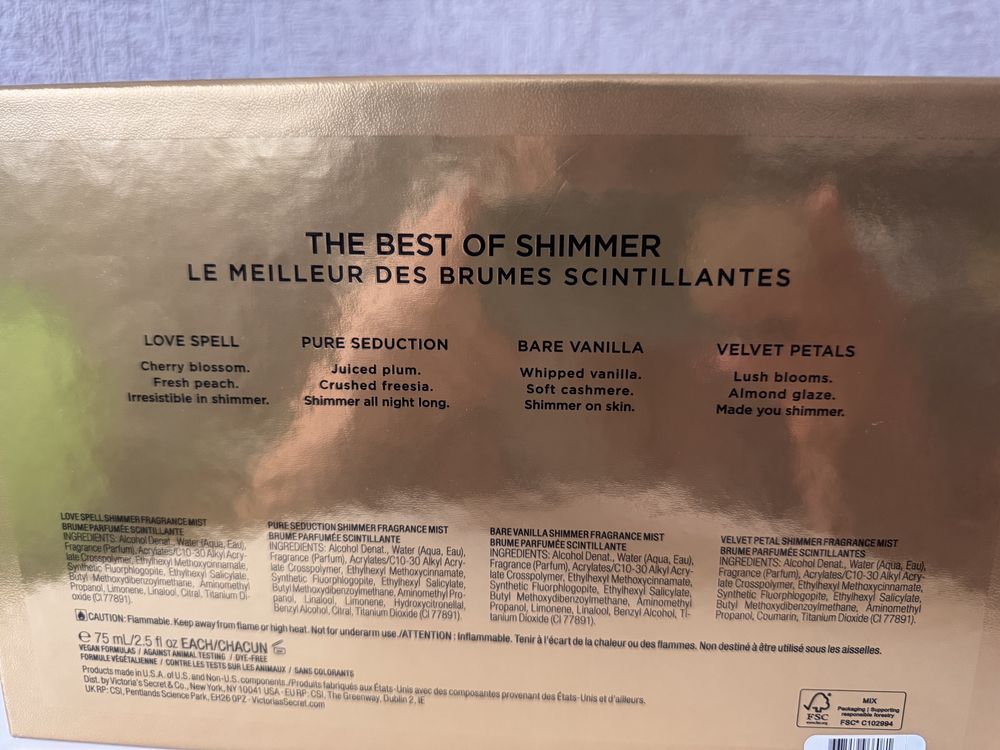 THE BEST OF SHIMMER
LE MEILLEUR DES BRUMES SCINTILLANTES
LOVE SPELL
Cherry blossom.
Fresh peach.
Irresistible in shimmer.
PURE SEDUCTION
Juiced plum.
Crushed freesia.
Shimmer all night long.
BARE VANILLA
Whipped vanilla.
Soft cashmere.
Shimmer on skin.
VELVET PETALS
Lush blooms.
Almond glaze.
Made you shimmer.
LOVE SPELL SHIMMER FRAGRANCE MIST
BRUME PARFUMÉE SCINTILLANTE
INGREDIENTS: Alcohol Denat., Water (Aqua, Eau),
Fragrance (Parfum), Acrylates/C10-30 Alkyl Acry-
late Crosspolymer, Ethylhexyl Methoxycinnamate,
Synthetic Fluorphlogopite, Ethylhexyl Salicylate,
Butyl Methoxydibenzoylmethane, Aminomethyl
Propanol, Limonene, Linalool, Citral, Titanium Di-
oxide (CI 77891).
PURE SEDUCTION SHIMMER FRAGRANCE MIST
BRUME PARFUMÉE SCINTILLANTE
INGREDIENTS: Alcohol Denat., Water (Aqua, Eau),
Fragrance (Parfum), Acrylates/C10-30 Alkyl Acry-
late Crosspolymer, Ethylhexyl Methoxycinnamate,
Synthetic Fluorphlogopite, Ethylhexyl Salicylate,
Butyl Methoxydibenzoylmethane, Aminomethyl Pro-
panol, Linalool, Limonene, Hydroxycitronellal,
Benzyl Alcohol, Citral, Titanium Dioxide (CI 77891).
BARE VANILLA SHIMMER FRAGRANCE MIST
BRUME PARFUMÉE SCINTILLANTE
INGREDIENTS: Alcohol Denat., Water (Aqua, Eau),
Fragrance (Parfum), Acrylates/C10-30 Alkyl Acry-
late Crosspolymer, Ethylhexyl Methoxycinnamate,
Synthetic Fluorphlogopite, Ethylhexyl Salicylate,
Butyl Methoxydibenzoylmethane, Aminomethyl
Propanol, Limonene, Linalool, Benzyl Alcohol, Ti-
tanium Dioxide (CI 77891).
VELVET PETAL SHIMMER FRAGRANCE MIST
BRUME PARFUMÉE SCINTILLANTES
INGREDIENTS: Alcohol Denat., Water (Aqua, Eau),
Fragrance (Parfum), Acrylates/C10-30 Alkyl Acry-
late Crosspolymer, Ethylhexyl Methoxycinnamate,
Synthetic Fluorphlogopite, Ethylhexyl Salicylate,
Butyl Methoxydibenzoylmethane, Aminomethyl
Propanol, Coumarin, Titanium Dioxide (CI 77891).
CAUTION: Flammable. Keep away from flame or high heat. Not for underarm use./ATTENTION : Inflammable. Tenir à l'écart de la chaleur ou des flammes. Non destiné à être utilisé sous les aisselles.
℮ 75 mL/2.5 fl oz EACH/CHACUN
VEGAN FORMULAS / AGAINST ANIMAL TESTING / DYE-FREE
FORMULE VÉGÉTALIENNE / CONTRE LES TESTS SUR LES ANIMAUX / SANS COLORANTS
Products made in U.S.A. of U.S. and Non-U.S. components./Produits fabriqués aux États-Unis avec des composantes provenant des États-Unis et d'ailleurs.
Dist. by Victoria's Secret & Co., New York, NY 10041 USA · EU RP: CSI, The Greenway, Dublin 2, IE
UK RP: CSI, Pentlands Science Park, EH26 0PZ · VictoriasSecret.com
FSC
www.fsc.org
MIX
Packaging | Supporting
responsible forestry
FSC® C102994